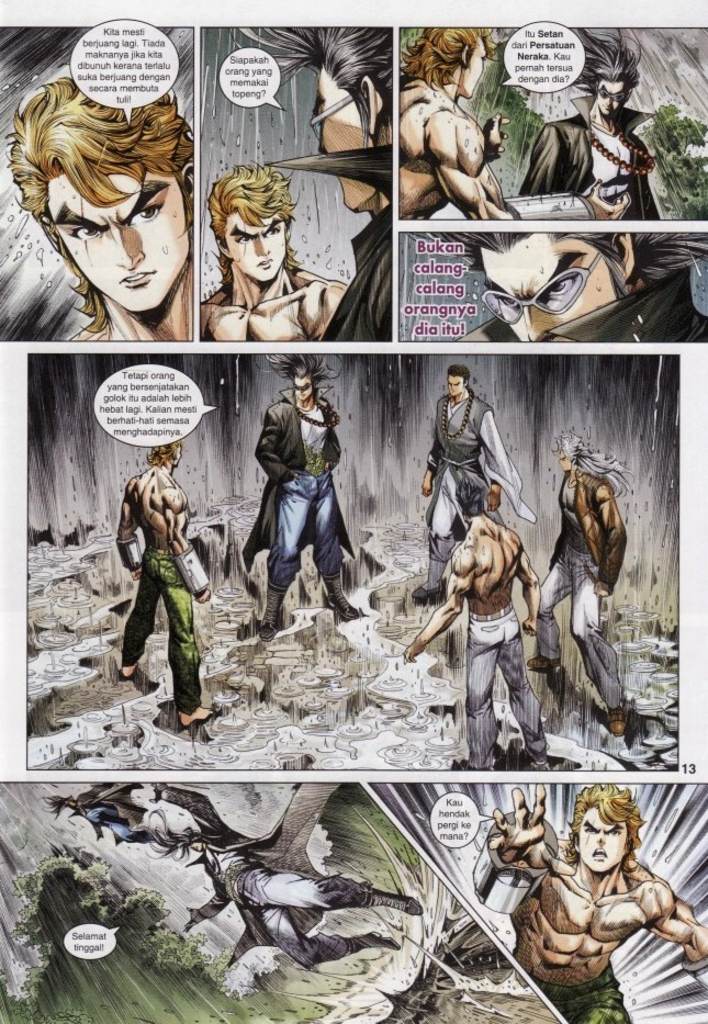 Kita mesti
berjuang lagi. Tiada
maknanya jika kita
dibunuh kerana terlalu
suka berjuang dengan
secara membuta
tuli!
Siapakah
orang yang
memakai
topeng?
Itu Setan
dari Persatuan
Neraka. Kau
pernah tersua
dengan dia?
Bukan
calang-
calang
orangnya
dia itu!
Tetapi orang
yang bersenjatakan
golok itu adalah lebih
hebat lagi. Kalian mesti
berhati-hati semasa
menghadapinya.
13
Selamat
tinggal!
Kau
hendak
pergi ke
mana?